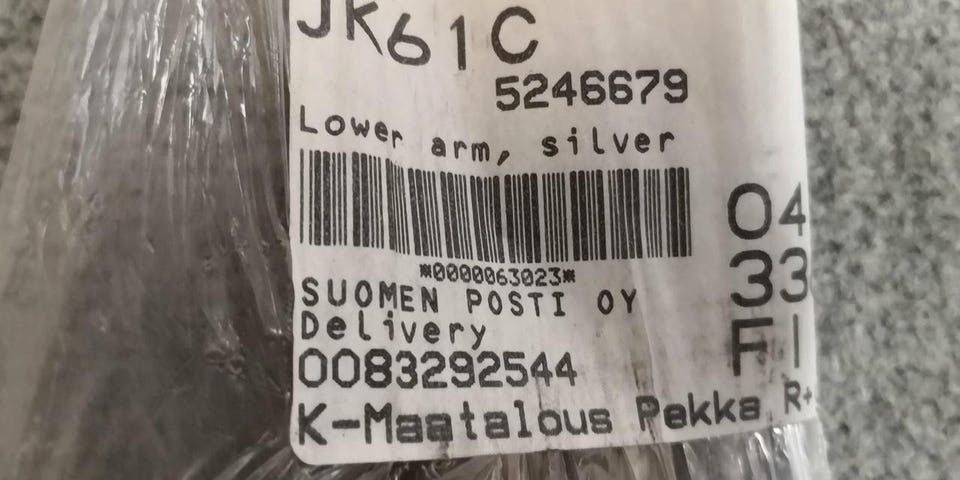 JK61C
5246679
Lower arm, silver
*0000063023*
SUOMEN POSTI OY
Delivery
0083292544
K-Maatalous Pekka R+
04
33
FI